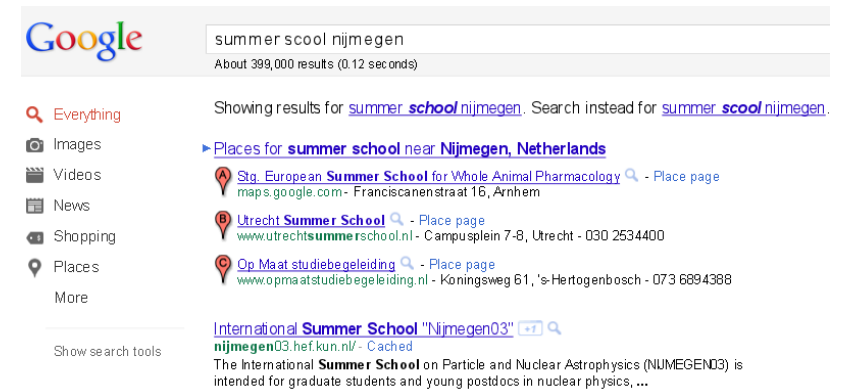 Google
summer scool nijmegen
About 399,000 results (0.12 seconds)
Everything
Images
Videos
News
Shopping
Places
More
Show search tools
Showing results for summer school nijmegen. Search instead for summer scool nijmegen.
Places for summer school near Nijmegen, Netherlands
A Stg. European Summer School for Whole Animal Pharmacology - Place page
maps.google.com - Franciscanenstraat 16, Arnhem
B Utrecht Summer School - Place page
www.utrechtsummerschool.nl - Campusplein 7-8, Utrecht - 030 2534400
C Op Maat studiebegeleiding - Place page
www.opmaatstudiebegeleiding.nl - Koningsweg 61, 's-Hertogenbosch - 073 6894388
International Summer School "Nijmegen03" +1
nijmegen03.hef.kun.nl/ - Cached
The International Summer School on Particle and Nuclear Astrophysics (NIJMEGEN03) is
intended for graduate students and young postdocs in nuclear physics, ...